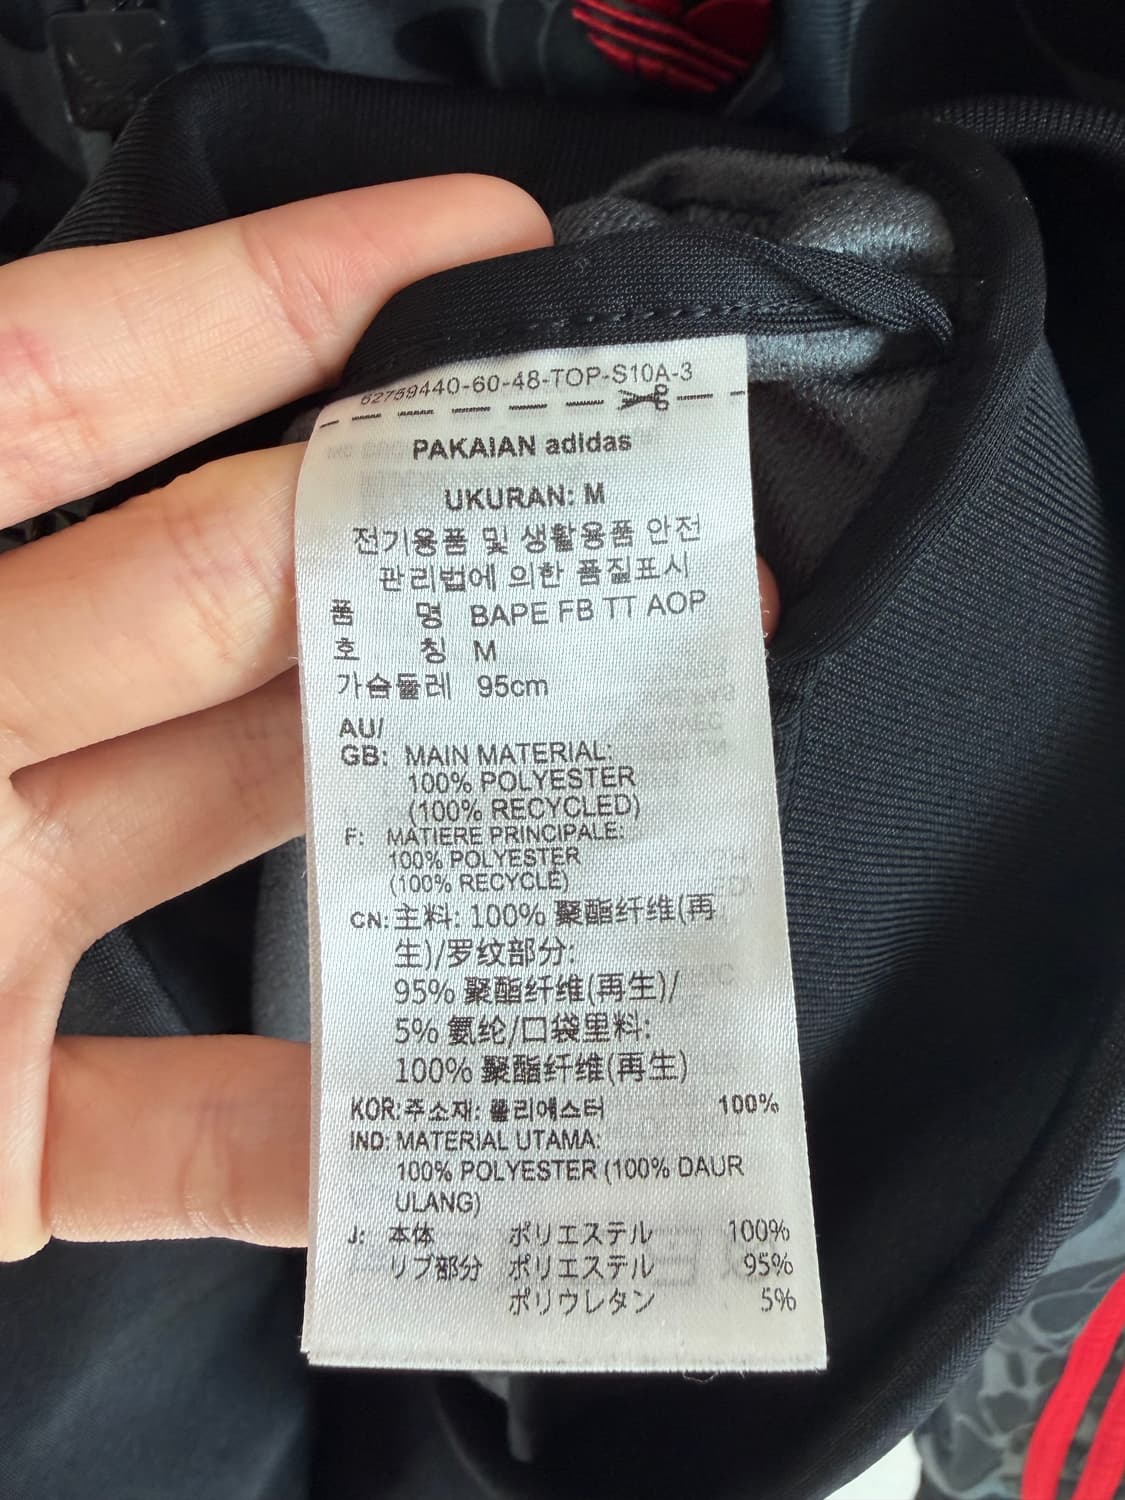 62759440-60-48-TOP-S10A-3
PAKAIAN adidas
UKURAN: M
전기용품 및 생활용품 안전
관리법에 의한 품질표시
품 명 BAPE FB TT AOP
호 칭 M
가슴둘레 95cm
AU/
GB: MAIN MATERIAL:
100% POLYESTER
(100% RECYCLED)
F: MATIERE PRINCIPALE:
100% POLYESTER
(100% RECYCLE)
CN: 主料: 100% 聚酯纤维(再
生)/罗纹部分:
95% 聚酯纤维(再生)/
5% 氨纶/口袋里料:
100% 聚酯纤维(再生)
KOR: 주소재: 폴리에스터 100%
IND: MATERIAL UTAMA:
100% POLYESTER (100% DAUR
ULANG)
J: 本体 ポリエステル 100%
リブ部分 ポリエステル 95%
ポリウレタン 5%